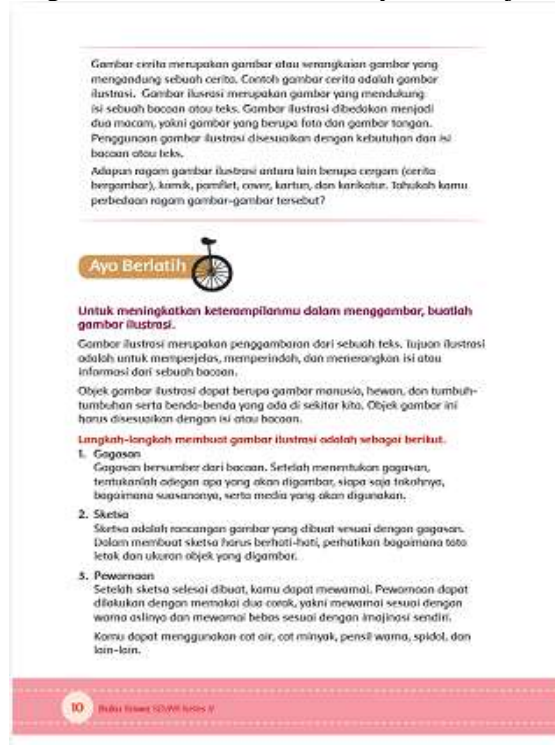 Gambar cerita merupakan gambar atau serangkaian gambar yang
mengandung sebuah cerita. Contoh gambar cerita adalah gambar
ilustrasi. Gambar ilusrasi merupakan gambar yang mendukung
isi sebuah bacaan atau teks. Gambar ilustrasi dibedakan menjadi
dua macam, yakni gambar yang berupa foto dan gambar tangan.
Penggunaan gambar ilustrasi disesuaikan dengan kebutuhan dan isi
bacaan atau teks.
Adapun ragam gambar ilustrasi antara lain berupa cergam (cerita
bergambar), komik, pamflet, cover, kartun, dan karikatur. Tahukah kamu
perbedaan ragam gambar-gambar tersebut?
Ayo Berlatih
Untuk meningkatkan keterampilanmu dalam menggambar, buatlah
gambar ilustrasi.
Gambar ilustrasi merupakan penggambaran dari sebuah teks. Tujuan ilustrasi
adalah untuk memperjelas, memperindah, dan menerangkan isi atau
informasi dari sebuah bacaan.
Objek gambar ilustrasi dapat berupa gambar manusia, hewan, dan tumbuh-
tumbuhan serta benda-benda yang ada di sekitar kita. Objek gambar ini
harus disesuaikan dengan isi atau bacaan.
Langkah-langkah membuat gambar ilustrasi adalah sebagai berikut.
1. Gagasan
Gagasan bersumber dari bacaan. Setelah menentukan gagasan,
tentukanlah adegan apa yang akan digambar, siapa saja tokohnya,
bagaimana suasananya, serta media yang akan digunakan.
2. Sketsa
Sketsa adalah rancangan gambar yang dibuat sesuai dengan gagasan.
Dalam membuat sketsa harus berhati-hati, perhatikan bagaimana tata
letak dan ukuran objek yang digambar.
3. Pewarnaan
Setelah sketsa selesai dibuat, kamu dapat mewarnai. Pewarnaan dapat
dilakukan dengan memakai dua corak, yakni mewarnai sesuai dengan
warna aslinya dan mewarnai bebas sesuai dengan imajinasi sendiri.
Kamu dapat menggunakan cat air, cat minyak, pensil warna, spidol, dan
lain-lain.
10 Buku Siswa SD/MI Kelas V